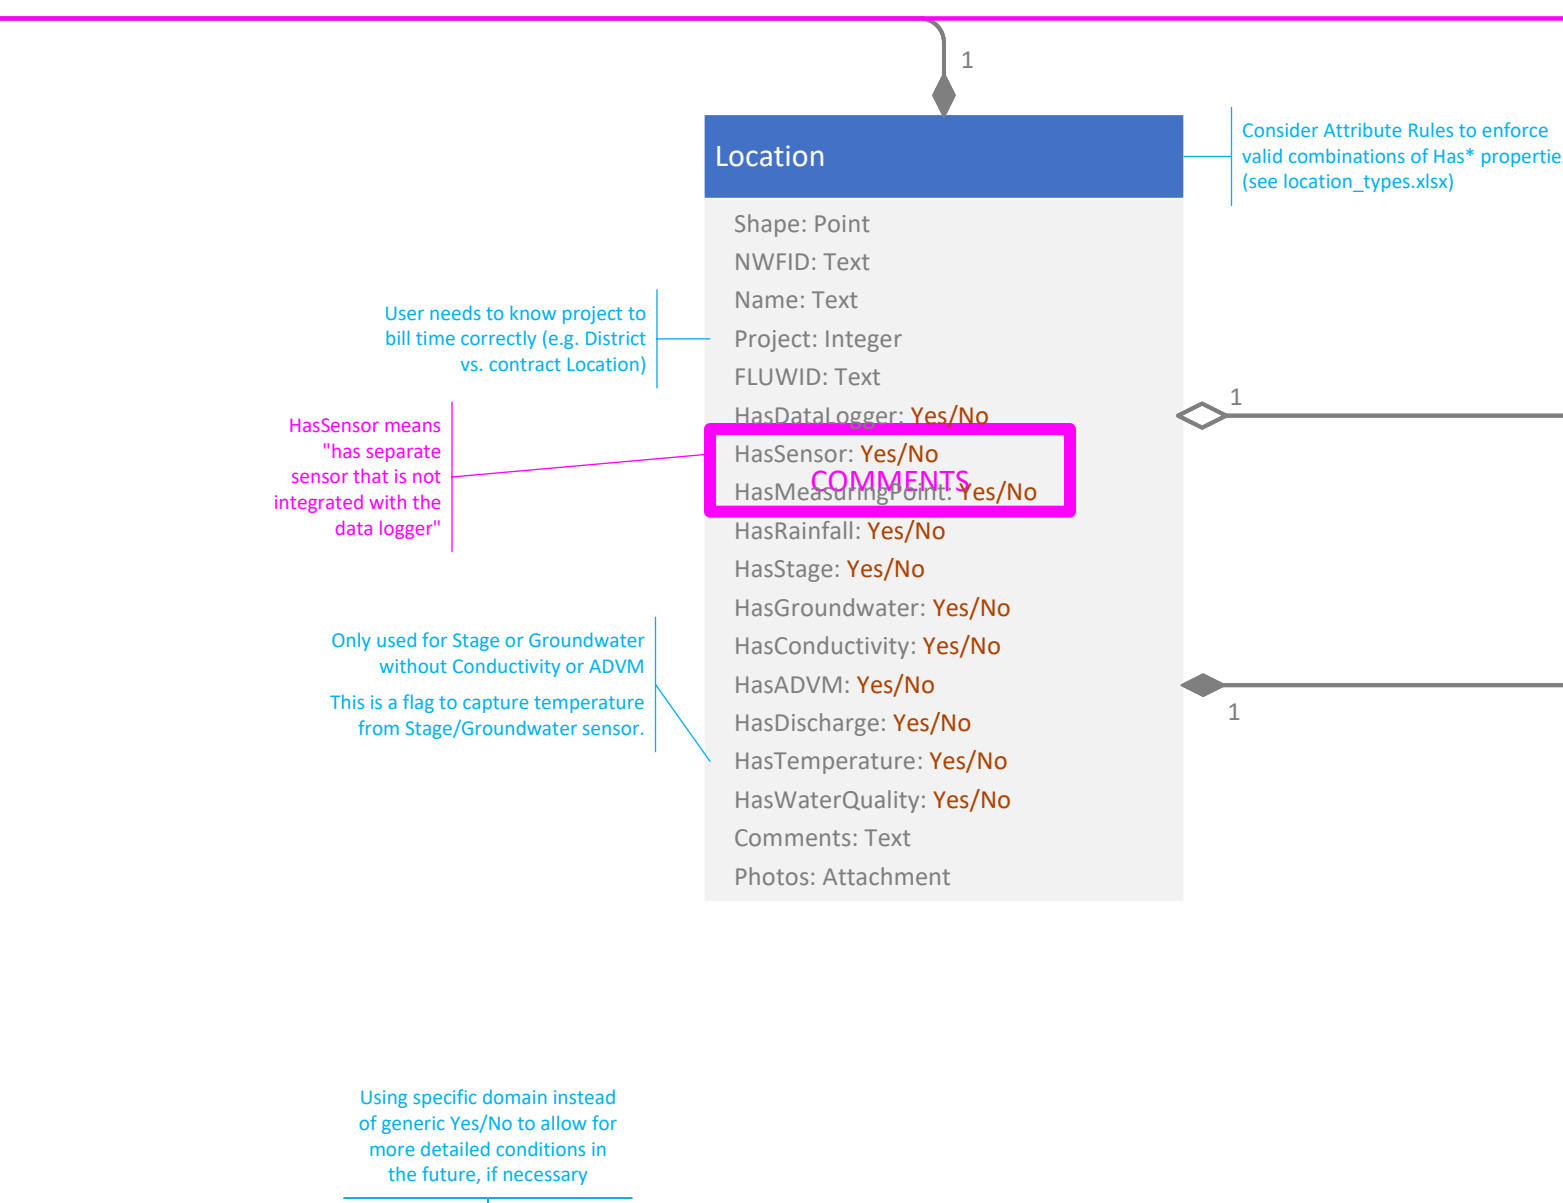 1
Location
Consider Attribute Rules to enforce
valid combinations of Has* propertie
(see location_types.xlsx)
Shape: Point
NWFID: Text
Name: Text
Project: Integer
FLUWID: Text
HasDataLogger: Yes/No
HasSensor: Yes/No
COMMENTS
HasMeasuringPoint: Yes/No
HasRainfall: Yes/No
HasStage: Yes/No
HasGroundwater: Yes/No
HasConductivity: Yes/No
HasADVM: Yes/No
HasDischarge: Yes/No
HasTemperature: Yes/No
HasWaterQuality: Yes/No
Comments: Text
Photos: Attachment
User needs to know project to
bill time correctly (e.g. District
vs. contract Location)
HasSensor means
"has separate
sensor that is not
integrated with the
data logger"
Only used for Stage or Groundwater
without Conductivity or ADVM
This is a flag to capture temperature
from Stage/Groundwater sensor.
1
1
Using specific domain instead
of generic Yes/No to allow for
more detailed conditions in
the future, if necessary